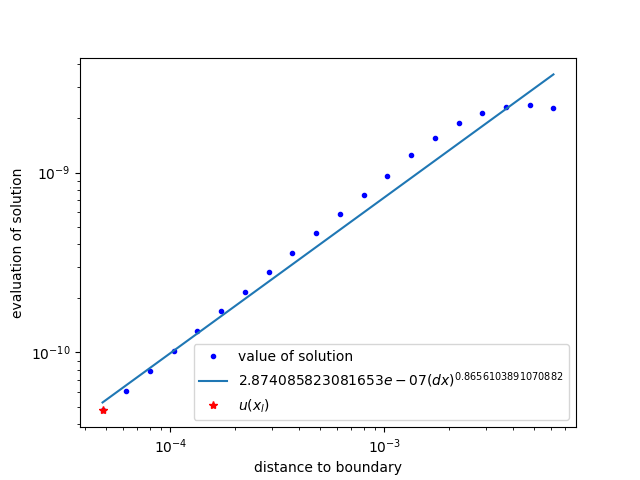 10^{-9}
10^{-10}
evaluation of solution
value of solution
2.874085823081653e − 07(dx)^{0.8656103891070882}
u(x_l)
10^{-4}
10^{-3}
distance to boundary